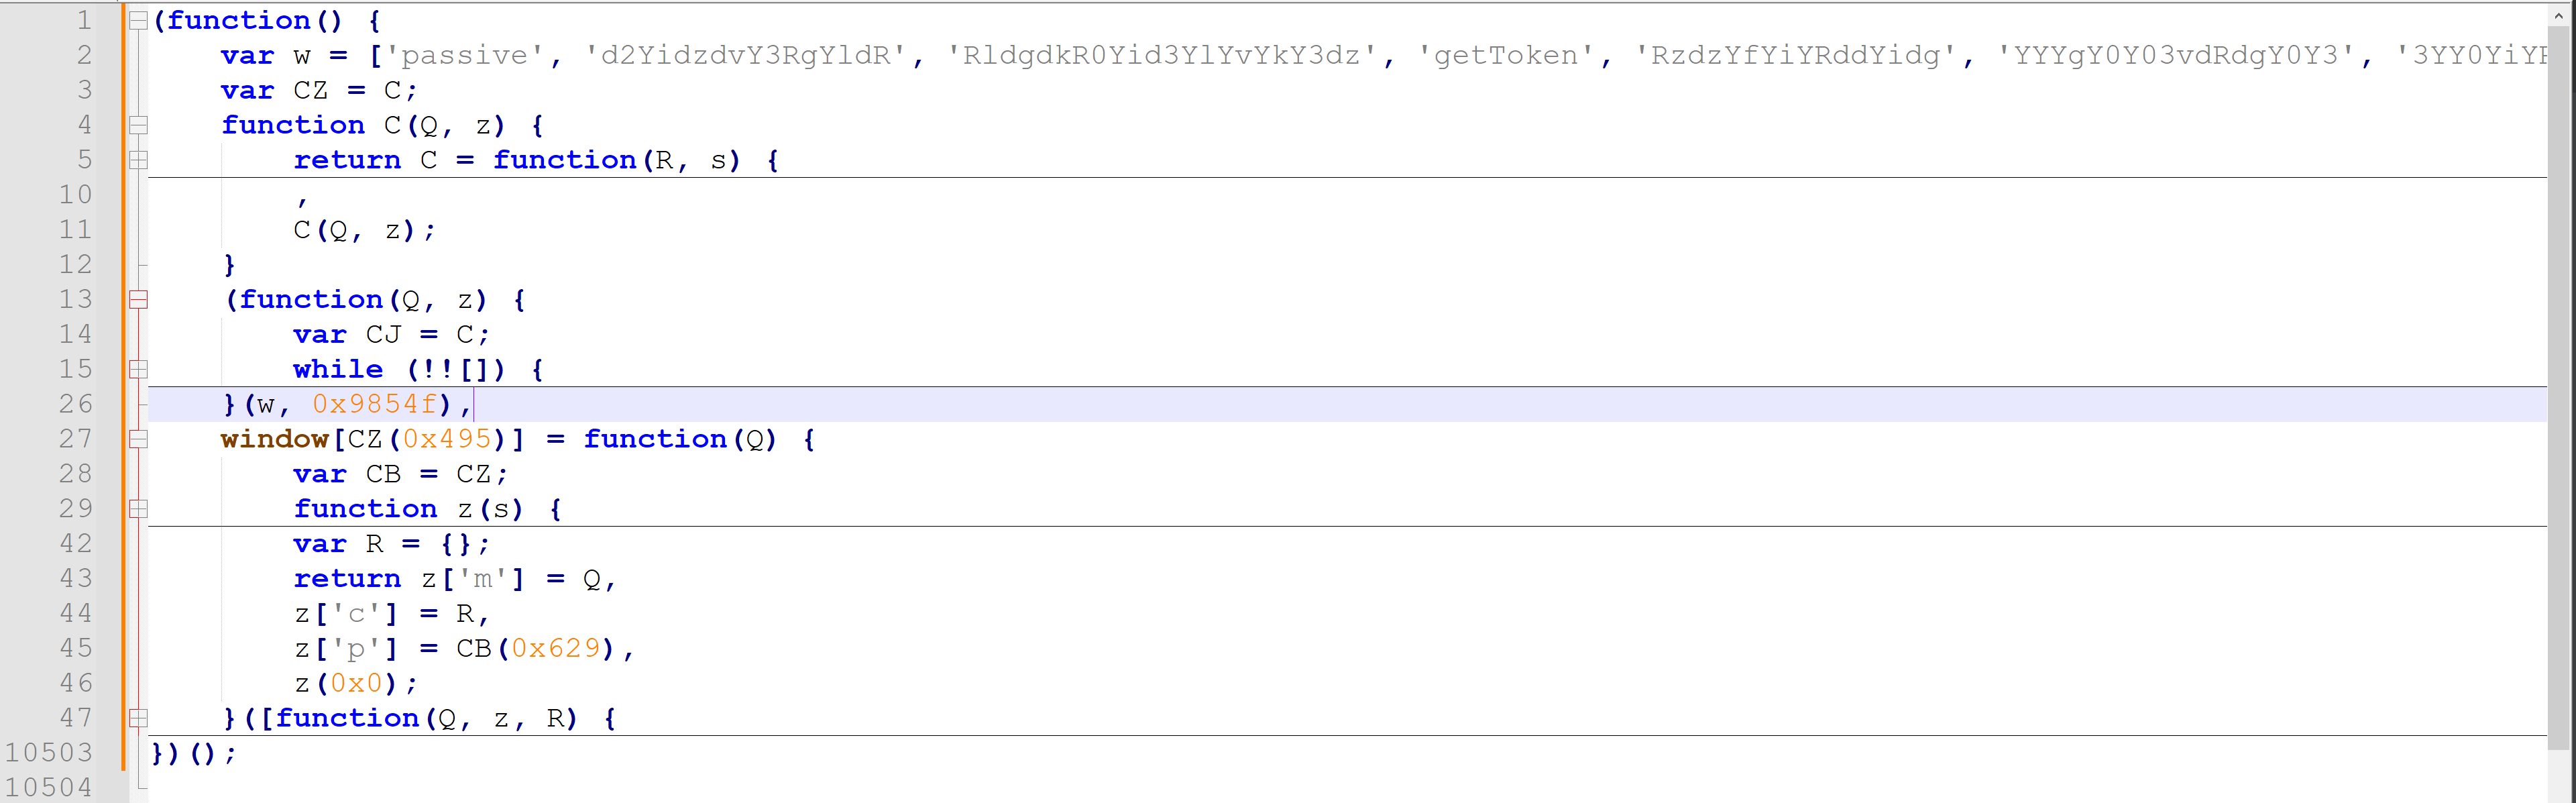 1 (function() {
2 var w = ['passive', 'd2YidzdvY3RgYldR', 'RldgdkR0Yid3YlYvYkY3dz', 'getToken', 'RzdzYfYiYRddYidg', 'YYYgY0Y03vdRdgY0Y3',
3 var CZ = C;
4 function C(Q, z) {
5 return C = function(R, s) {
10 ,
11 C(Q, z);
12 }
13 (function(Q, z) {
14 var CJ = C;
15 while (!![]) {
26 }(w, 0x9854f),
27 window[CZ(0x495)] = function(Q) {
28 var CB = CZ;
29 function z(s) {
42 var R = {};
43 return z['m'] = Q,
44 z['c'] = R,
45 z['p'] = CB(0x629),
46 z(0x0);
47 }([function(Q, z, R) {
10503 })();
10504